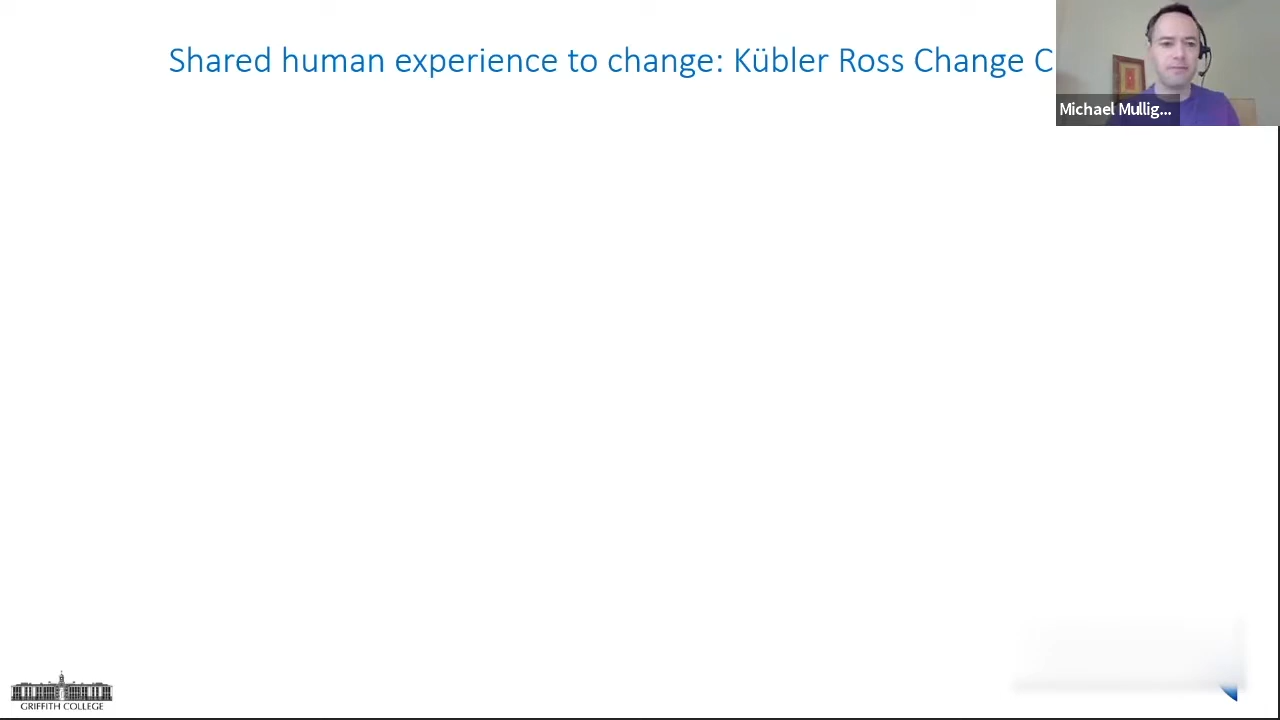 Shared human experience to change: Kübler Ross Change C
Michael Mullig...
GRIFFITH COLLEGE